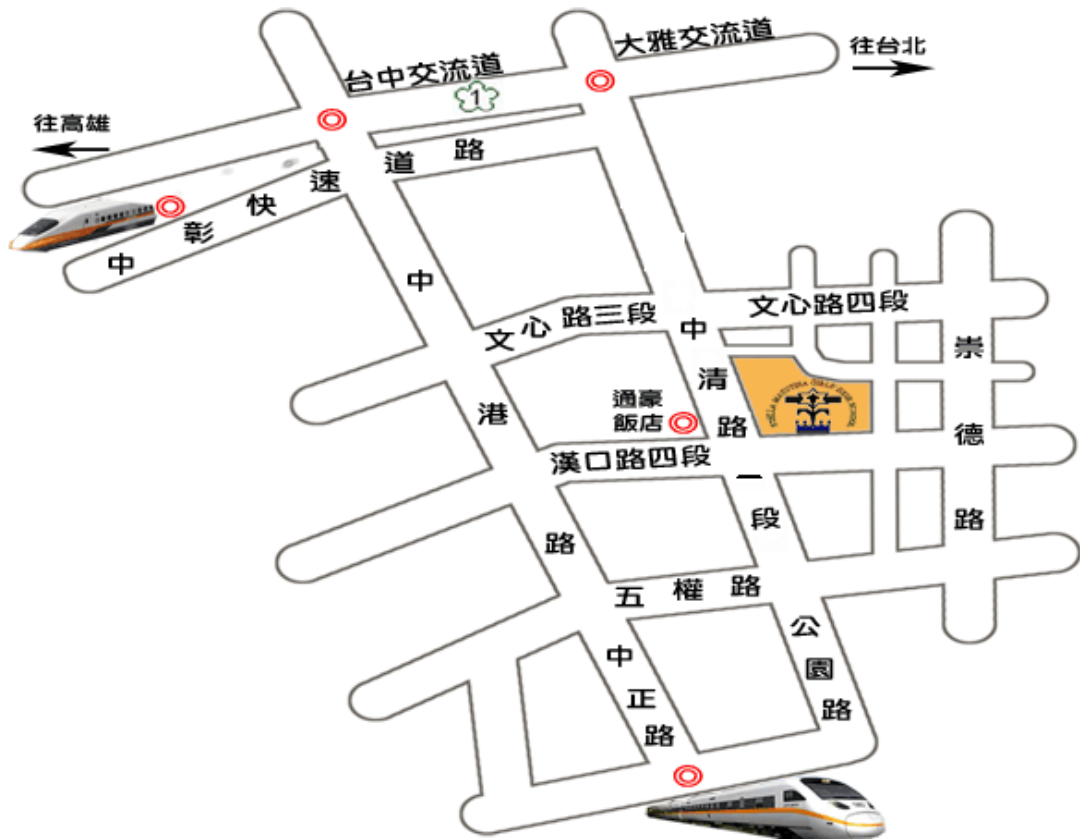 大雅交流道
往台北
台中交流道
1
往高雄
中彰快速道路
文心路三段
文心路四段
中港路
中清路一段
崇德路
通豪
飯店
漢口路四段
五權路
中正路
公園路